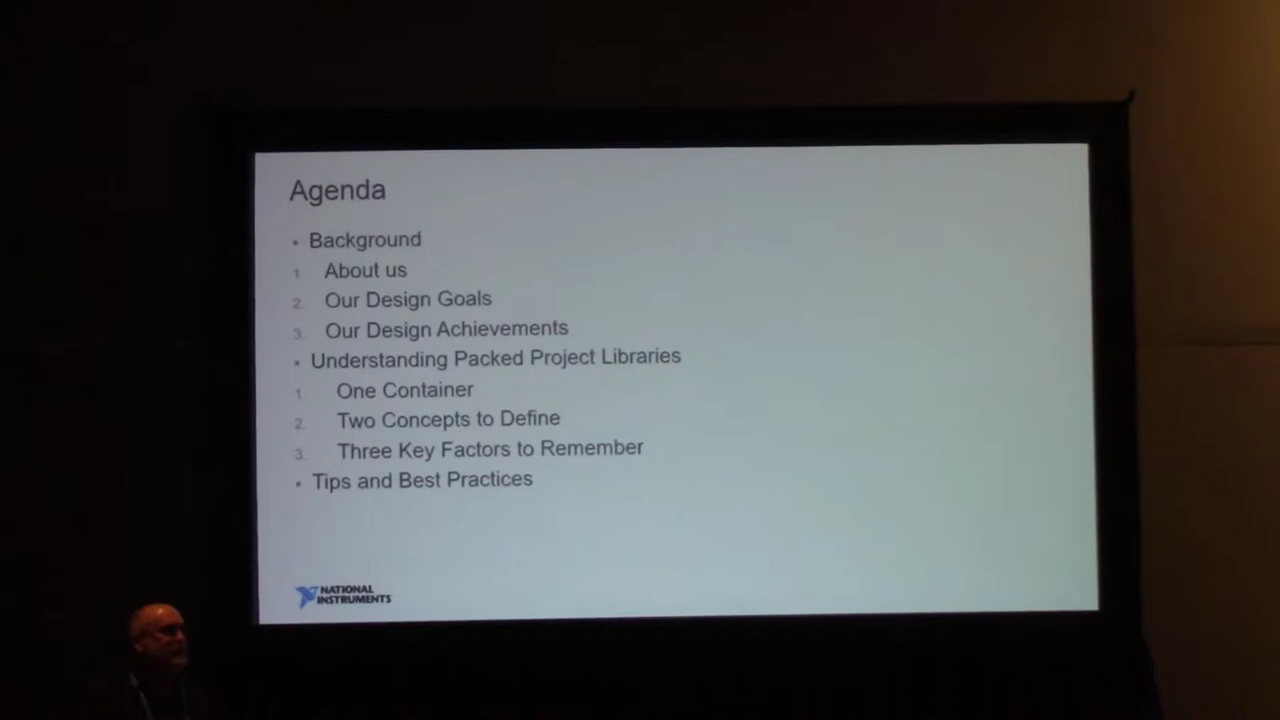 Agenda
• Background
1. About us
2. Our Design Goals
3. Our Design Achievements
• Understanding Packed Project Libraries
1. One Container
2. Two Concepts to Define
3. Three Key Factors to Remember
• Tips and Best Practices
NATIONAL
INSTRUMENTS